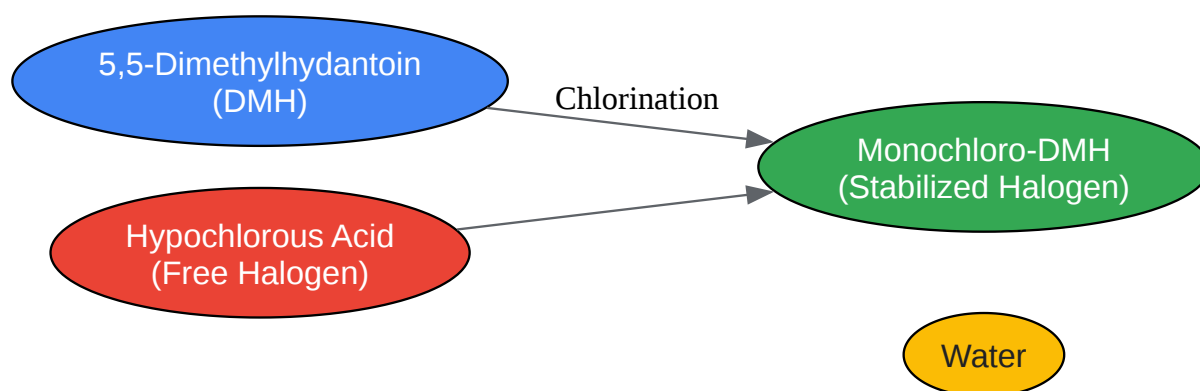 5,5-Dimethylhydantoin
(DMH)
Chlorination
Monochloro-DMH
(Stabilized Halogen)
Hypochlorous Acid
(Free Halogen)
Water